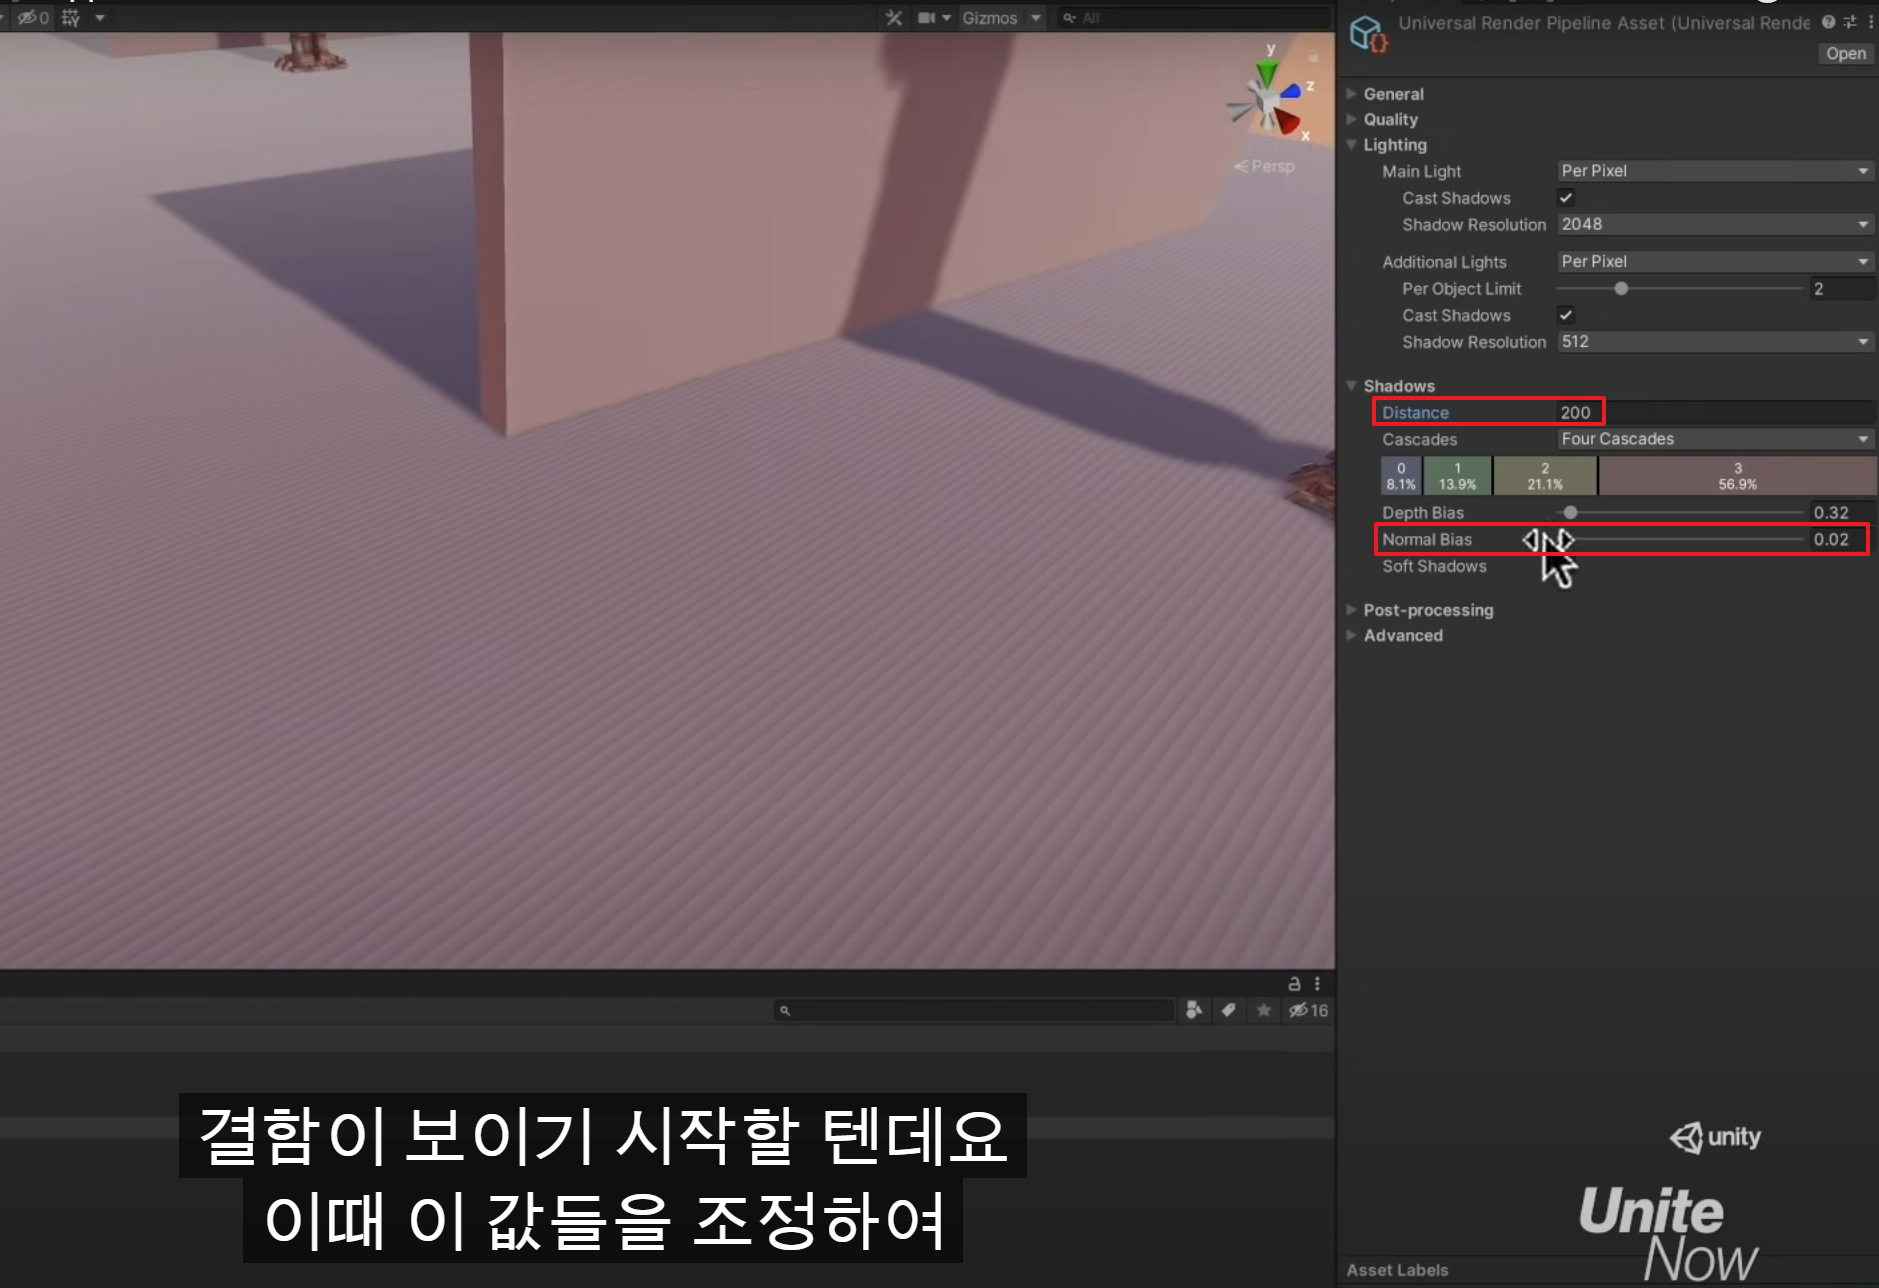 0
Gizmos
All
y
z
x
Persp
Universal Render Pipeline Asset (Universal Rende
Open
General
Quality
Lighting
Main Light Per Pixel
Cast Shadows
Shadow Resolution 2048
Additional Lights Per Pixel
Per Object Limit 2
Cast Shadows
Shadow Resolution 512
Shadows
Distance 200
Cascades Four Cascades
0 1 2 3
8.1% 13.9% 21.1% 56.9%
Depth Bias 0.32
Normal Bias 0.02
Soft Shadows
Post-processing
Advanced
16
결함이 보이기 시작할 텐데요
이때 이 값들을 조정하여
unity
Unite
Now
Asset Labels